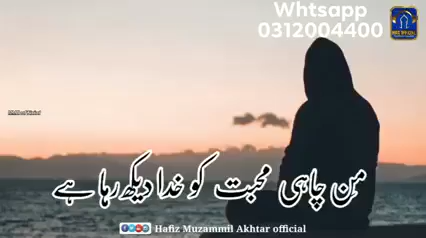 Whtsapp
0312004400
من چاہی محبت کو خدا دیکھ رہا ہے
Hafiz Muzammil Akhtar official